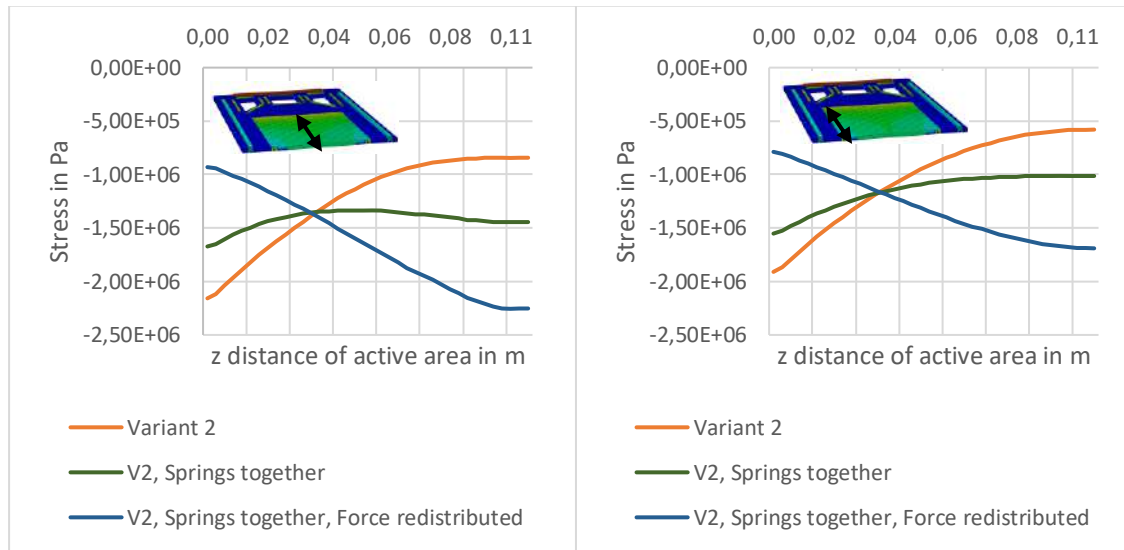 0,00 0,02 0,04 0,06 0,08 0,11
0,00E+00
-5,00E+05
-1,00E+06
-1,50E+06
-2,00E+06
-2,50E+06
Stress in Pa
z distance of active area in m
Variant 2
V2, Springs together
V2, Springs together, Force redistributed
0,00 0,02 0,04 0,06 0,08 0,11
0,00E+00
-5,00E+05
-1,00E+06
-1,50E+06
-2,00E+06
-2,50E+06
Stress in Pa
z distance of active area in m
Variant 2
V2, Springs together
V2, Springs together, Force redistributed